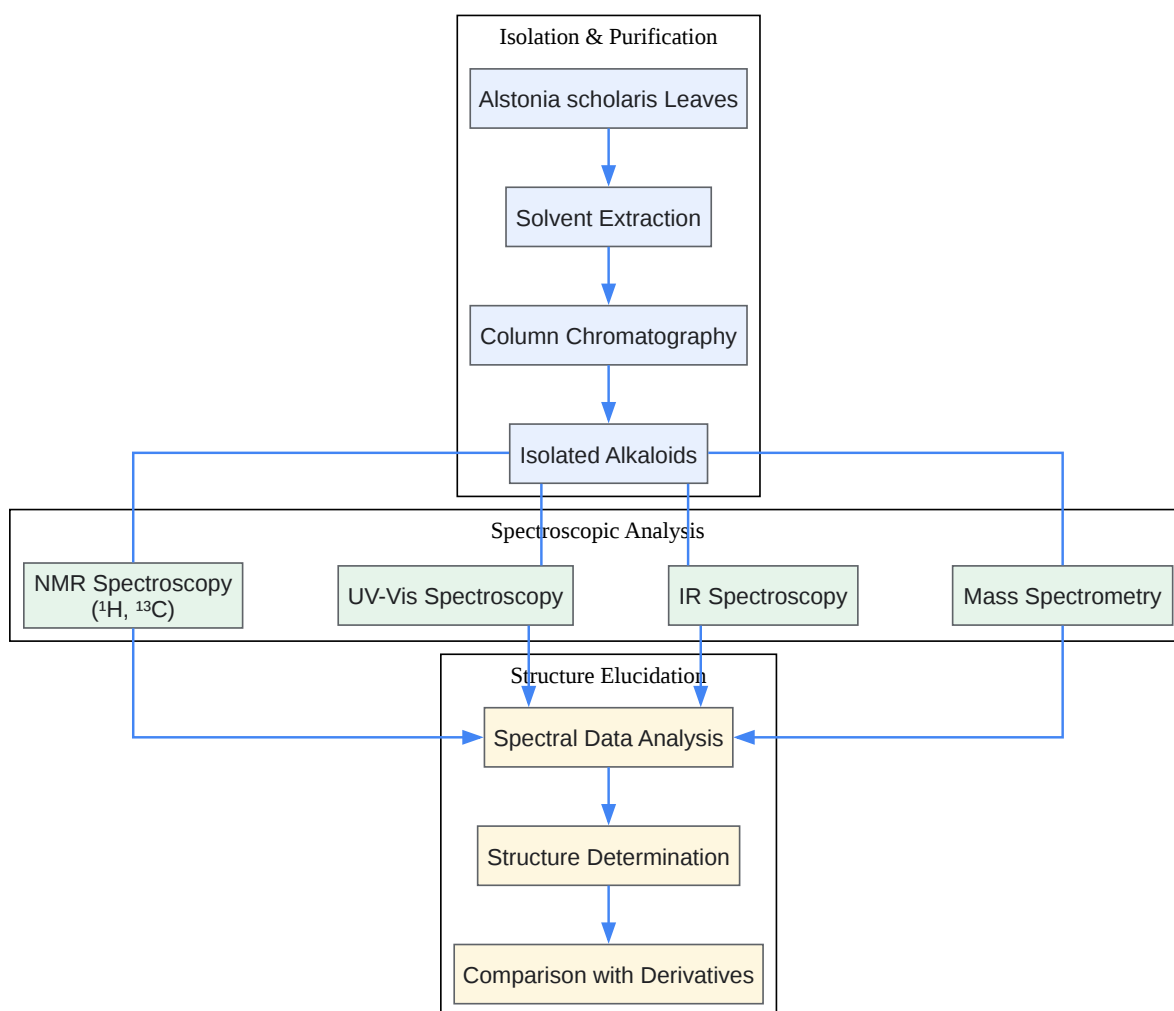 Isolation & Purification
Alstonia scholaris Leaves
Solvent Extraction
Column Chromatography
Isolated Alkaloids
Spectroscopic Analysis
NMR Spectroscopy
(¹H, ¹³C)
UV-Vis Spectroscopy
IR Spectroscopy
Mass Spectrometry
Structure Elucidation
Spectral Data Analysis
Structure Determination
Comparison with Derivatives